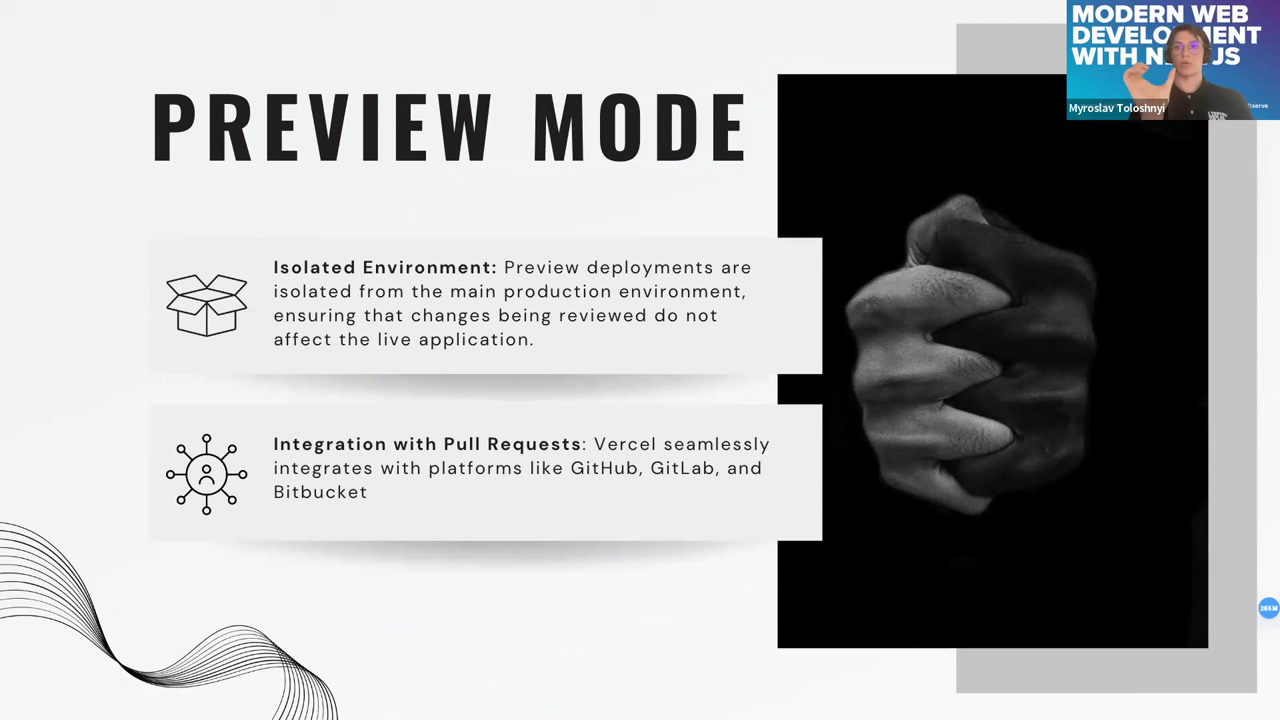 MODERN WEB
WITH
JS
Myroslav Toloshnyi
PREVIEW MODE
Isolated Environment: Preview deployments are
isolated from the main production environment,
ensuring that changes being reviewed do not
affect the live application.
Integration with Pull Requests: Vercel seamlessly
integrates with platforms like GitHub, GitLab, and
Bitbucket
265M